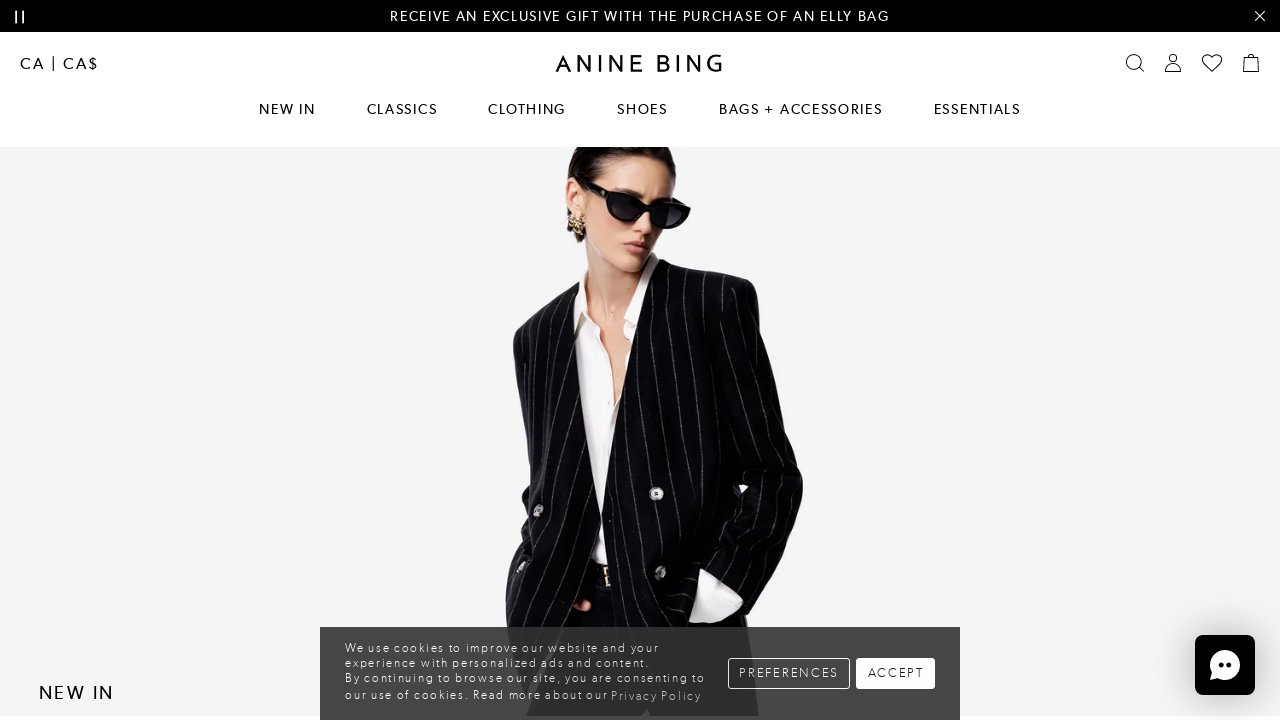 RECEIVE AN EXCLUSIVE GIFT WITH THE PURCHASE OF AN ELLY BAG
CA | CA$
ANINE BING
NEW IN
CLASSICS
CLOTHING
SHOES
BAGS + ACCESSORIES
ESSENTIALS
NEW IN
We use cookies to improve our website and your
experience with personalized ads and content.
By continuing to browse our site, you are consenting to
our use of cookies. Read more about our Privacy Policy
PREFERENCES
ACCEPT